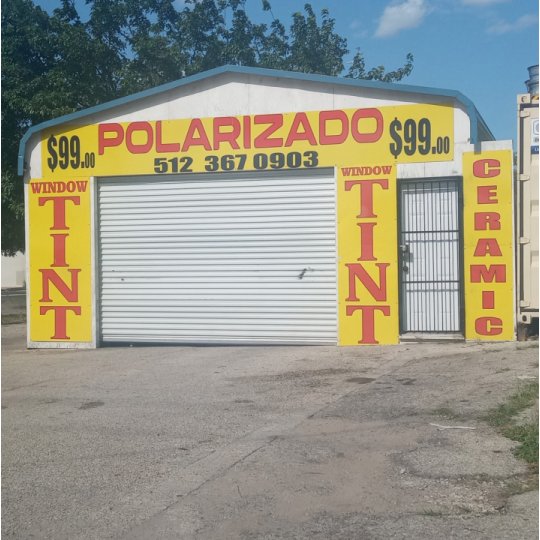 $99.00 POLARIZADO $99.00
512 367 0903
WINDOW
TINT
WINDOW
TINT
CERAMIC